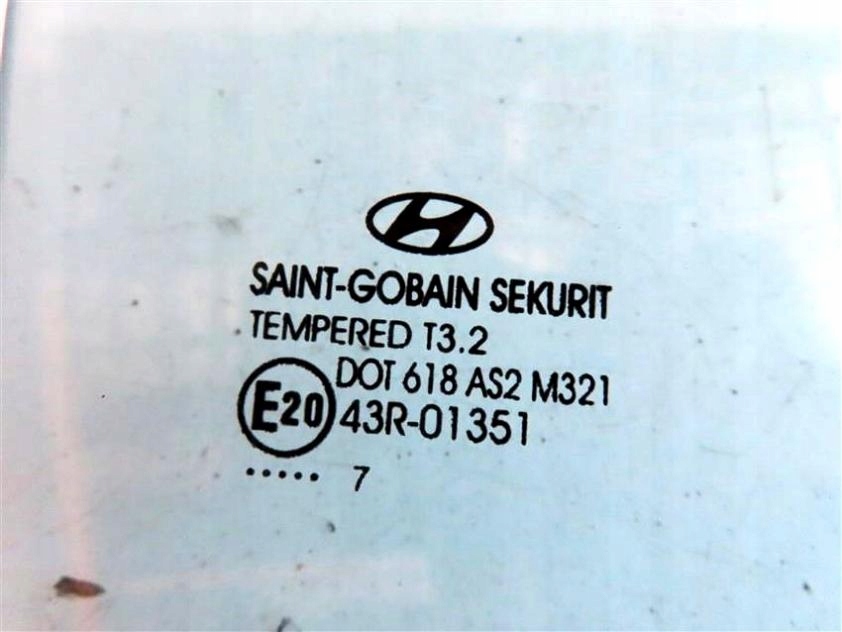 SAINT-GOBAIN SEKURIT
TEMPERED T3.2
DOT 618 AS2 M321
E20 43R-01351
..... 7